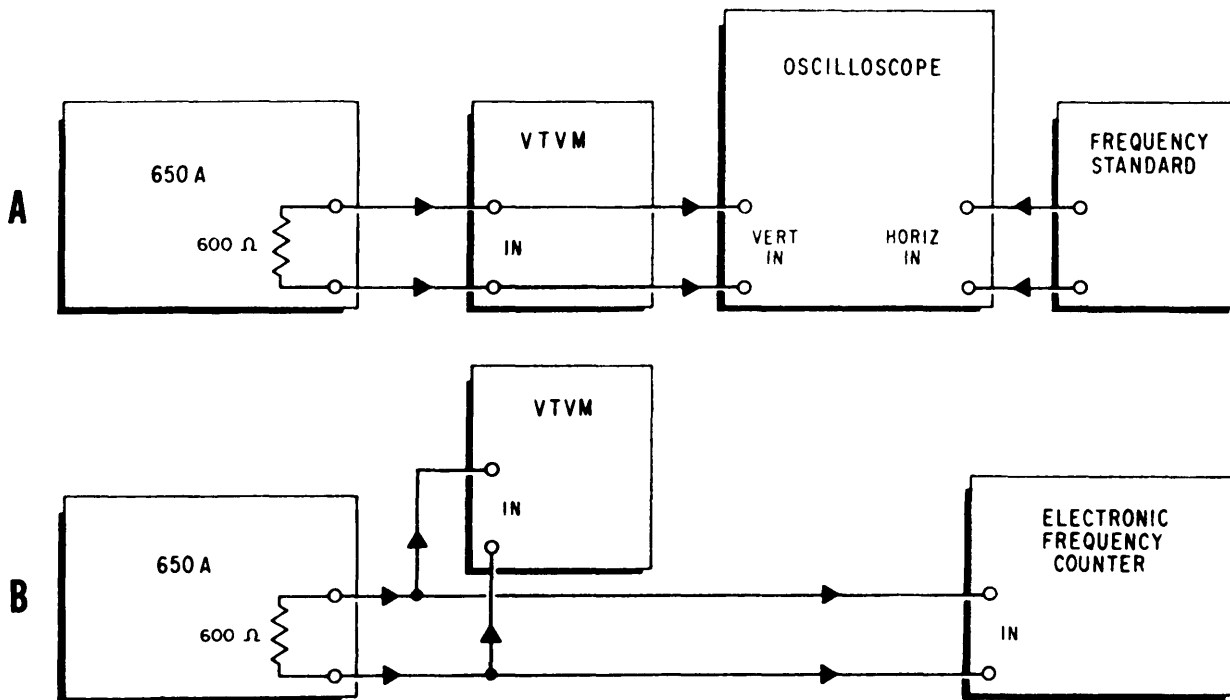 A
650 A
600 Ω
VTVM
IN
OSCILLOSCOPE
VERT
IN
HORIZ
IN
FREQUENCY
STANDARD
B
650 A
600 Ω
VTVM
IN
ELECTRONIC
FREQUENCY
COUNTER
IN